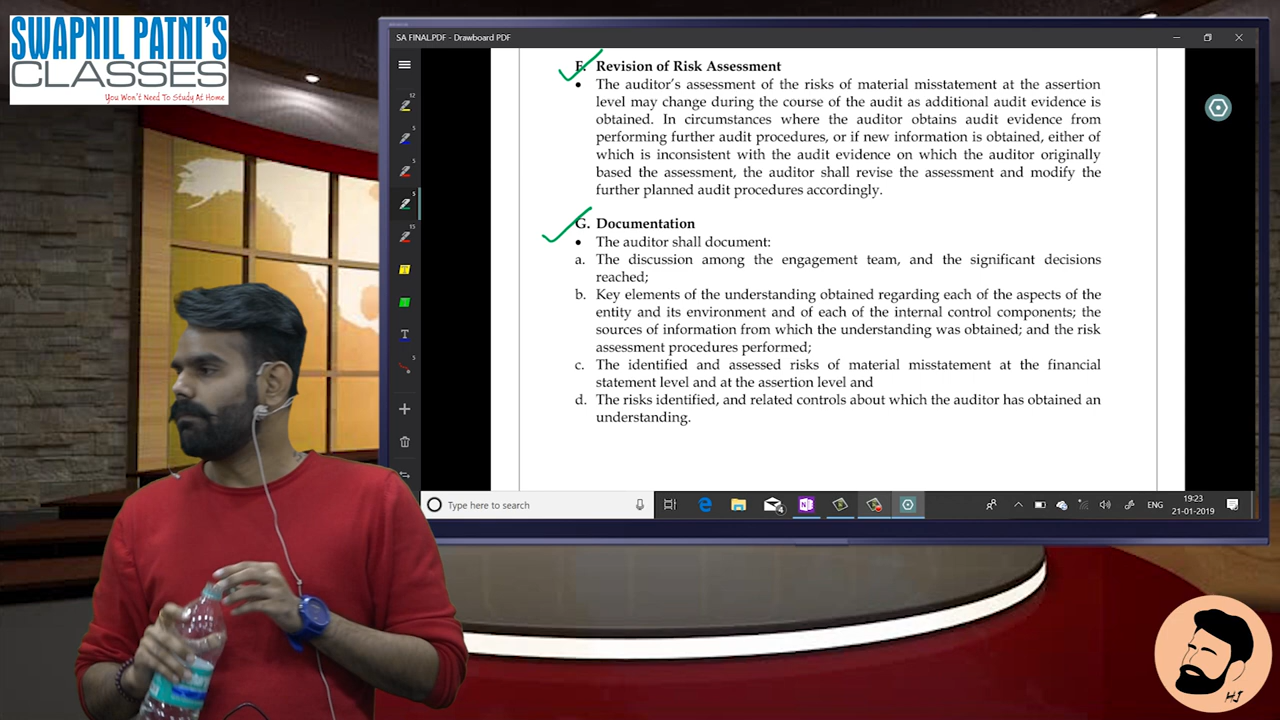 SWAPNIL PATNI'S
CLASSES
You Won't Need To Study At Home
SA FINAL.PDF - Drawboard PDF
F. Revision of Risk Assessment
• The auditor's assessment of the risks of material misstatement at the assertion
level may change during the course of the audit as additional audit evidence is
obtained. In circumstances where the auditor obtains audit evidence from
performing further audit procedures, or if new information is obtained, either of
which is inconsistent with the audit evidence on which the auditor originally
based the assessment, the auditor shall revise the assessment and modify the
further planned audit procedures accordingly.
G. Documentation
• The auditor shall document:
a. The discussion among the engagement team, and the significant decisions
reached;
b. Key elements of the understanding obtained regarding each of the aspects of the
entity and its environment and of each of the internal control components; the
sources of information from which the understanding was obtained; and the risk
assessment procedures performed;
c. The identified and assessed risks of material misstatement at the financial
statement level and at the assertion level and
d. The risks identified, and related controls about which the auditor has obtained an
understanding.
12
5
5
5
15
T
5
Type here to search
4
ENG
19:23
21-01-2019
HJ